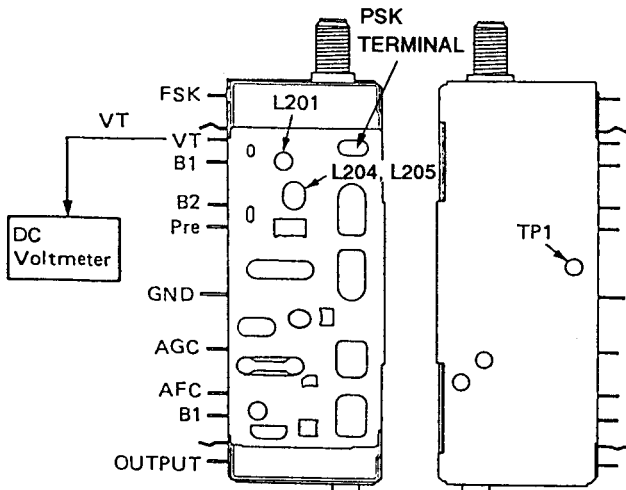 PSK
TERMINAL
FSK
L201
VT
VT
B1
L204, L205
B2
Pre
DC
Voltmeter
TP1
GND
AGC
AFC
B1
OUTPUT